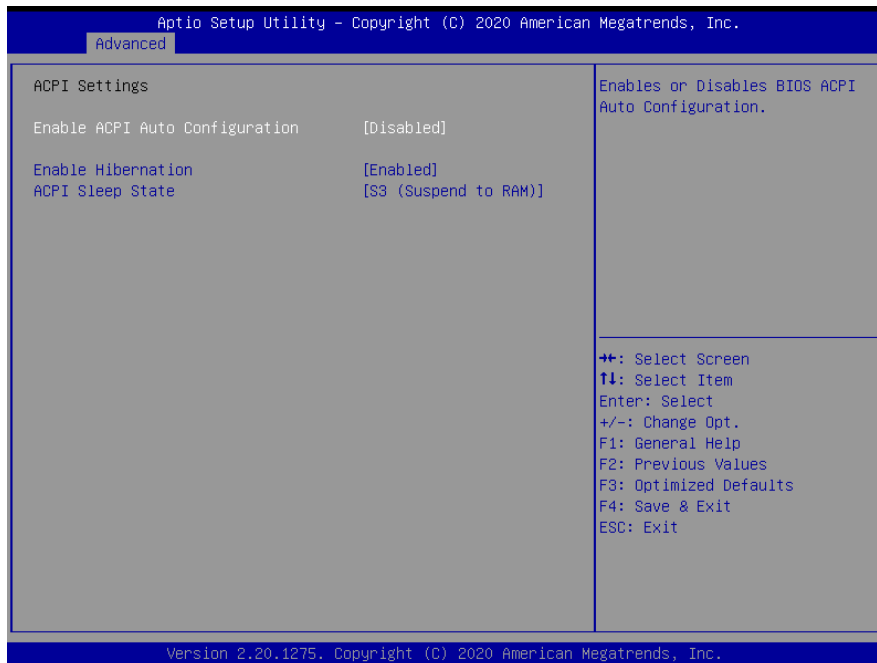 Aptio Setup Utility – Copyright (C) 2020 American Megatrends, Inc.
Advanced
ACPI Settings
Enable ACPI Auto Configuration [Disabled]
Enable Hibernation [Enabled]
ACPI Sleep State [S3 (Suspend to RAM)]
Enables or Disables BIOS ACPI
Auto Configuration.
→←: Select Screen
↑↓: Select Item
Enter: Select
+/-: Change Opt.
F1: General Help
F2: Previous Values
F3: Optimized Defaults
F4: Save & Exit
ESC: Exit
Version 2.20.1275. Copyright (C) 2020 American Megatrends, Inc.